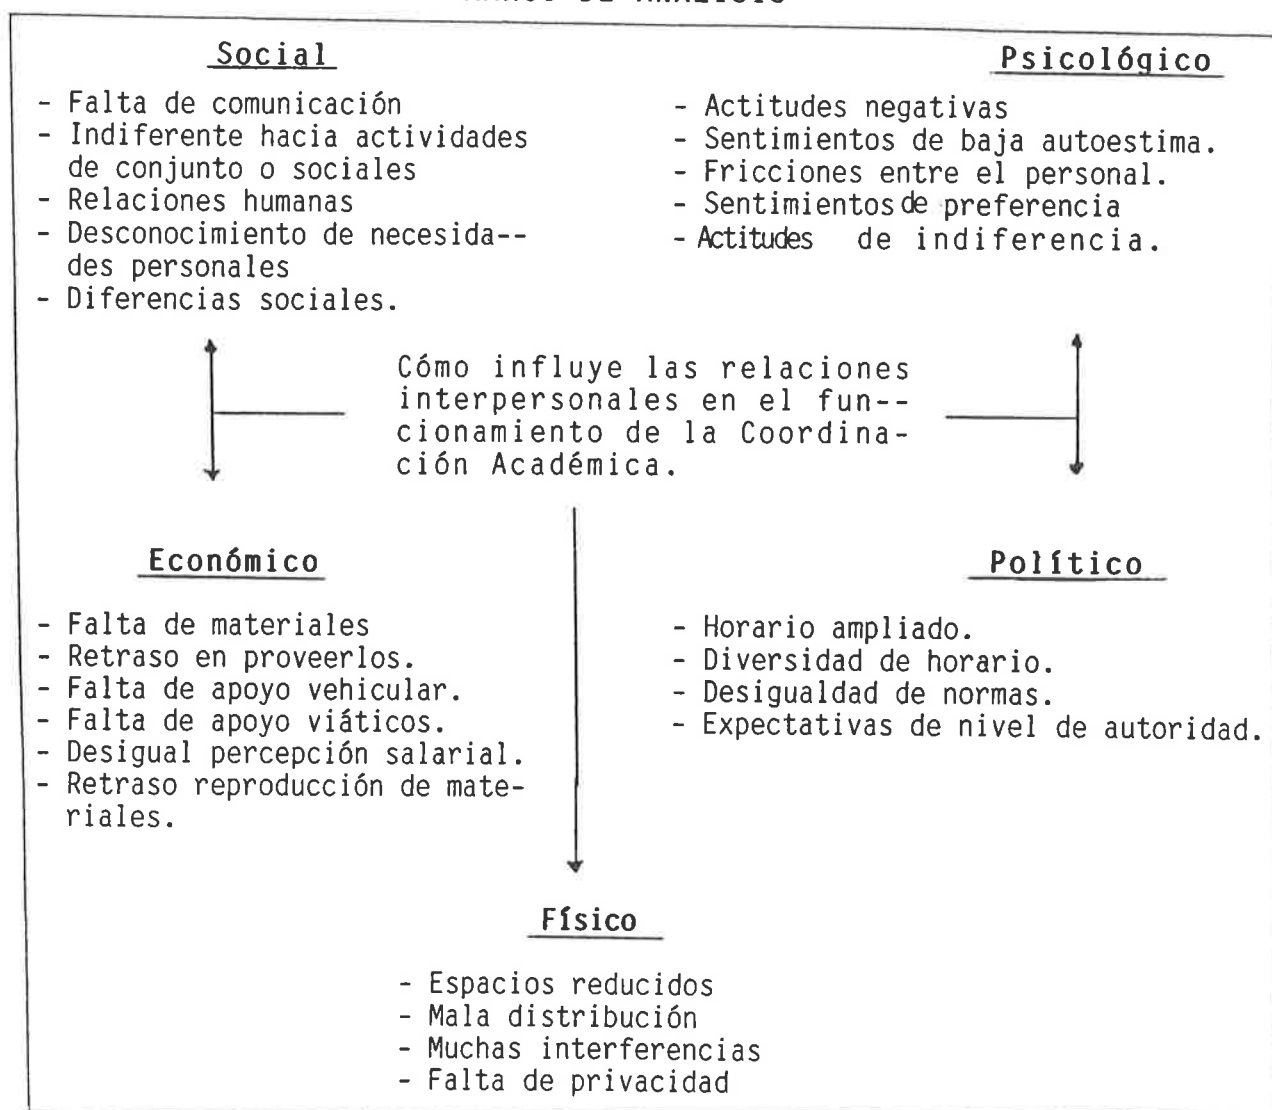 Social
- Falta de comunicación
- Indiferente hacia actividades
de conjunto o sociales
- Relaciones humanas
- Desconocimiento de necesida--
des personales
- Diferencias sociales.
Psicológico
- Actitudes negativas
- Sentimientos de baja autoestima.
- Fricciones entre el personal.
- Sentimientos de preferencia
- Actitudes de indiferencia.
Cómo influye las relaciones
interpersonales en el fun--
cionamiento de la Coordina-
ción Académica.
Económico
- Falta de materiales
- Retraso en proveerlos.
- Falta de apoyo vehicular.
- Falta de apoyo viáticos.
- Desigual percepción salarial.
- Retraso reproducción de mate-
riales.
Político
- Horario ampliado.
- Diversidad de horario.
- Desigualdad de normas.
- Expectativas de nivel de autoridad.
Físico
- Espacios reducidos
- Mala distribución
- Muchas interferencias
- Falta de privacidad